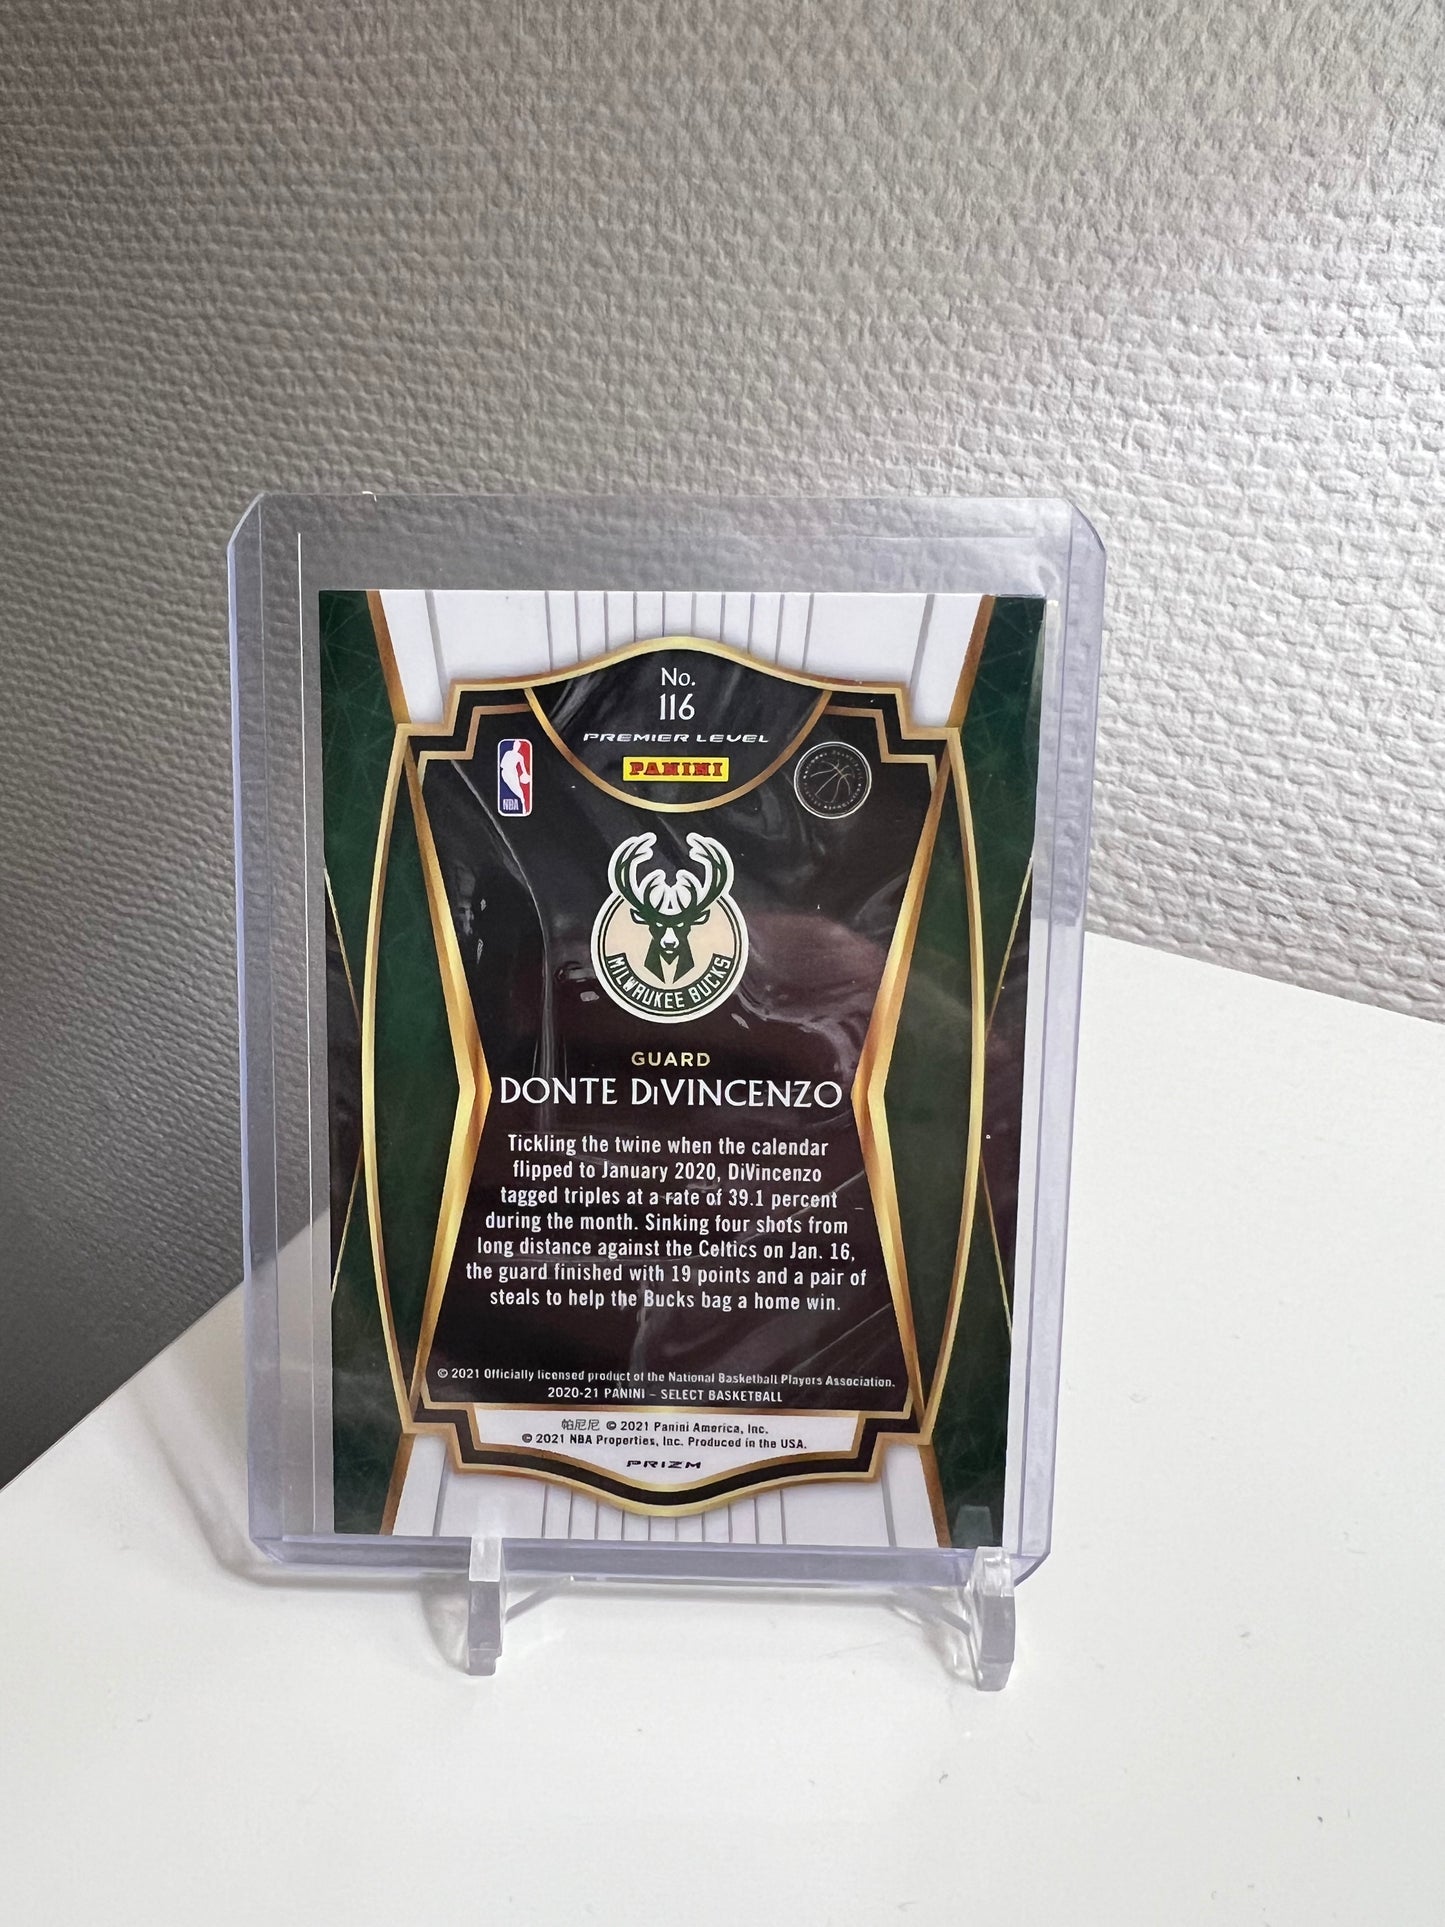 No.
116
PREMIER LEVEL
PANINI
NBA
MILWAUKEE BUCKS
GUARD
DONTE DiVINCENZO
Tickling the twine when the calendar
flipped to January 2020, DiVincenzo
tagged triples at a rate of 39.1 percent
during the month. Sinking four shots from
long distance against the Celtics on Jan. 16,
the guard finished with 19 points and a pair of
steals to help the Bucks bag a home win.
© 2021 Officially licensed product of the National Basketball Players Association.
2020-21 PANINI – SELECT BASKETBALL
帕尼尼 © 2021 Panini America, Inc.
© 2021 NBA Properties, Inc. Produced in the USA.
PRIZM